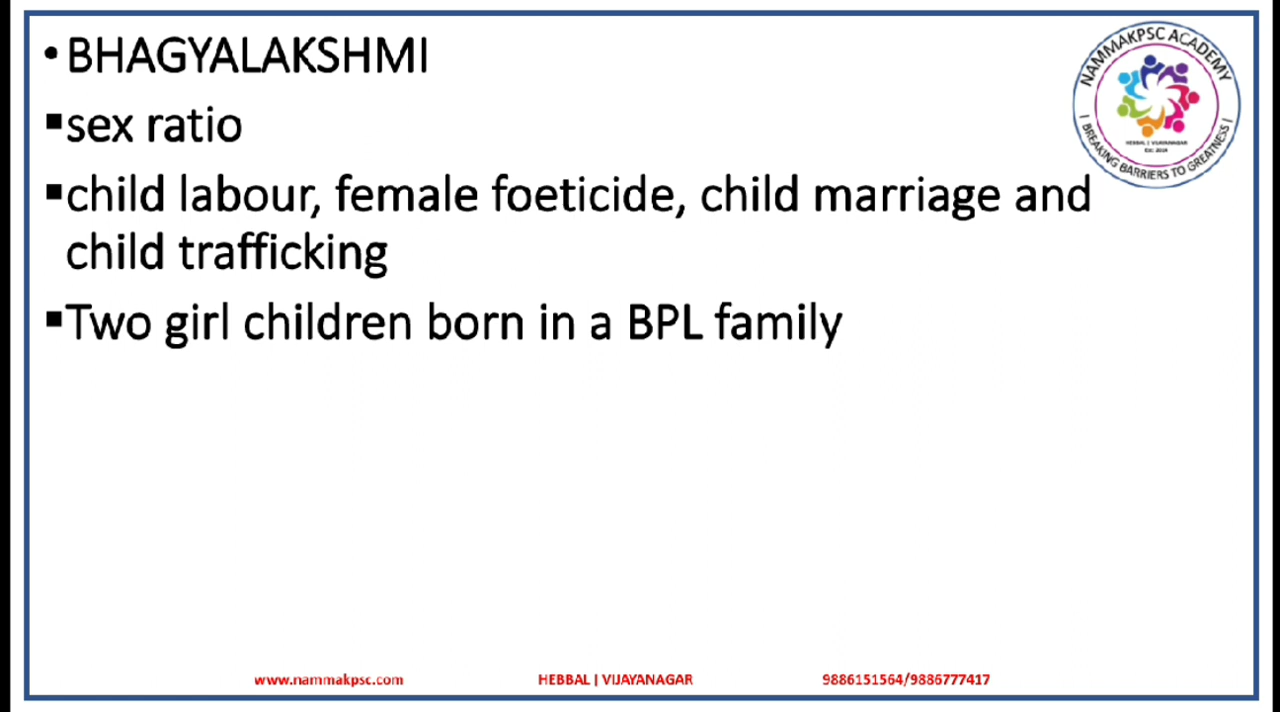 • BHAGYALAKSHMI
▪sex ratio
▪child labour, female foeticide, child marriage and
child trafficking
▪Two girl children born in a BPL family
NAMMAKPSC ACADEMY
HEBBAL | VIJAYANAGAR
| BREAKING BARRIERS TO GREATNESS |
www.nammakpsc.com
HEBBAL | VIJAYANAGAR
9886151564/9886777417